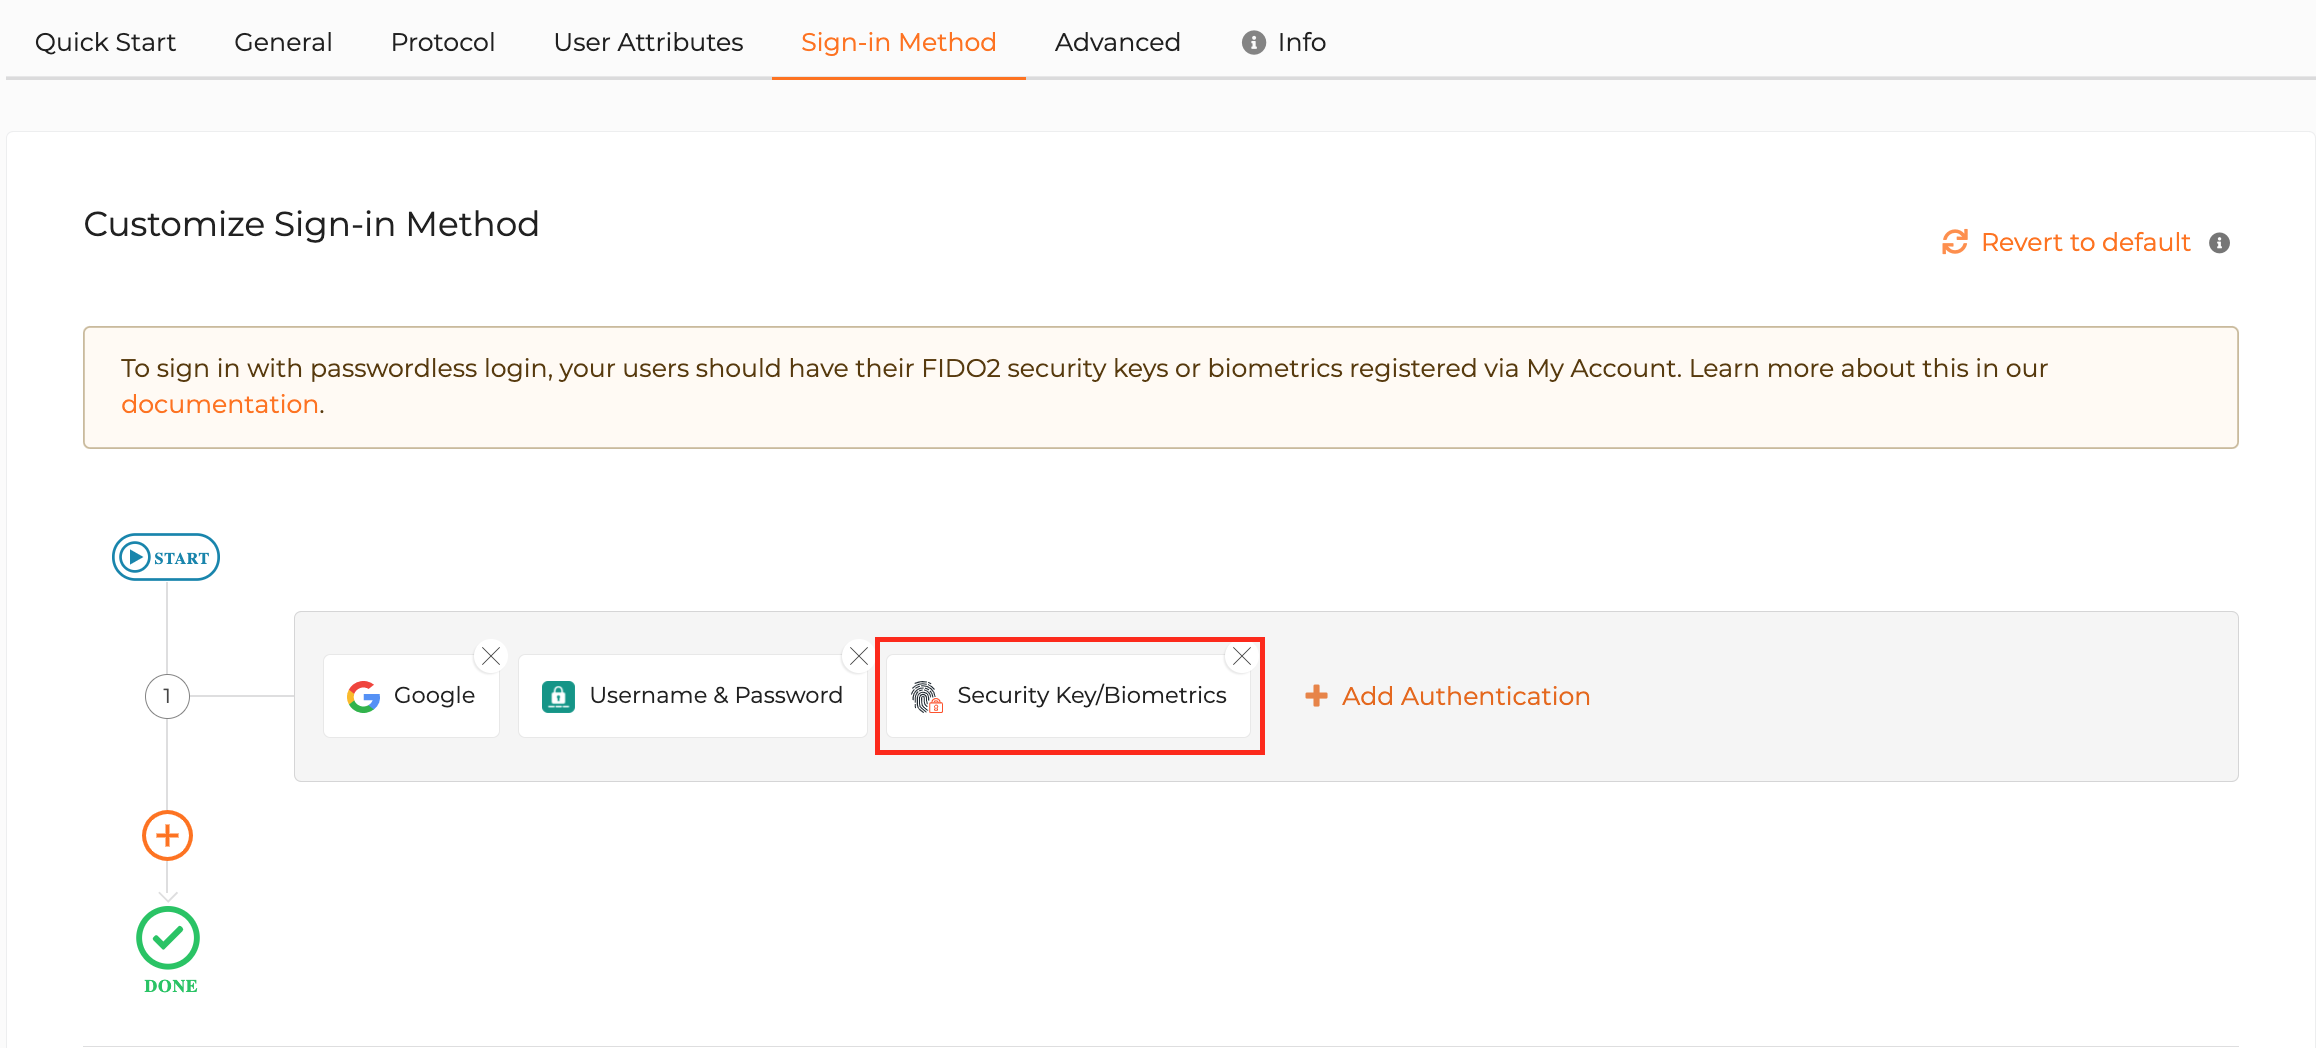 Quick Start General Protocol User Attributes Sign-in Method Advanced Info
Customize Sign-in Method
Revert to default
To sign in with passwordless login, your users should have their FIDO2 security keys or biometrics registered via My Account. Learn more about this in our
documentation.
START
1 Google Username & Password Security Key/Biometrics Add Authentication
DONE